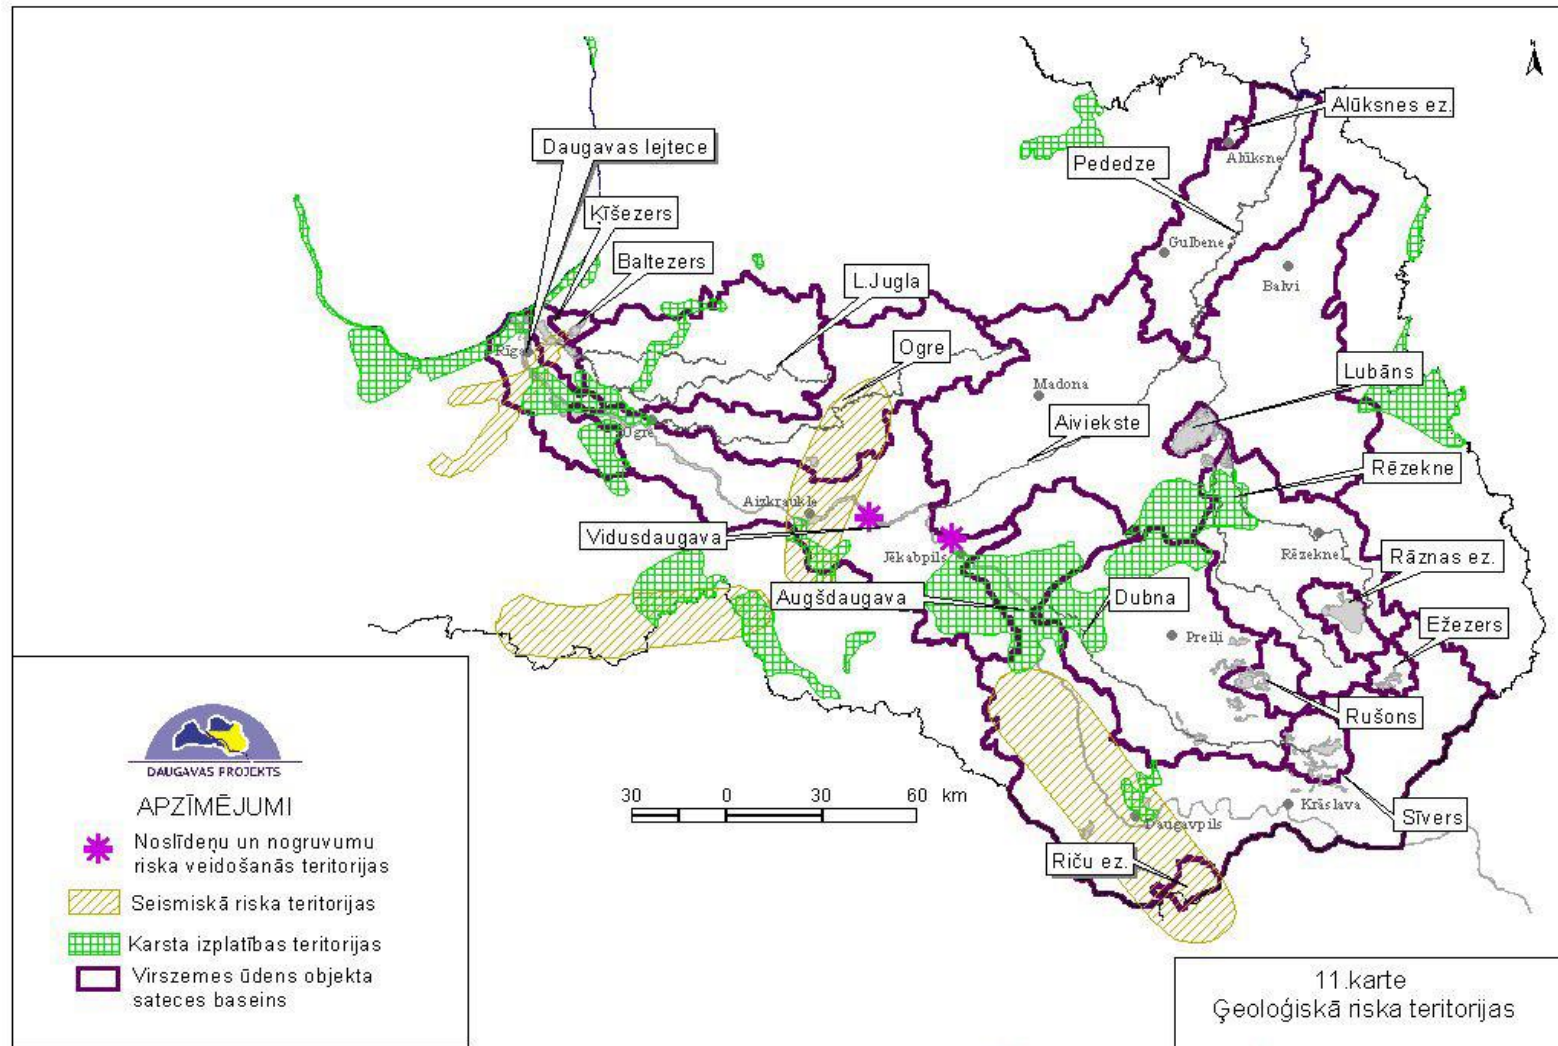 N
Alūksnes ez.
Daugavas lejtece
Alūksne
Pededze
Ķīšezers
Gulbene
Baltezers
L.Jugla
Balvi
Rīga
Ogre
Lubāns
Madona
Aiviekste
Ogre
Rēzekne
Aizkraukle
Vidusdaugava
Jēkabpils
Rēzekne
Rāznas ez.
Augšdaugava
Dubna
Ežezers
Preiļi
Rušons
DAUGAVAS PROJEKTS
APZĪMĒJUMI
30 0 30 60 km
Krāslava
Sīvers
Daugavpils
Riču ez.
Noslīdeņu un nogruvumu
riska veidošanās teritorijas
Seismiskā riska teritorijas
Karsta izplatības teritorijas
Virszemes ūdens objekta
sateces baseins
11.karte
Ģeoloģiskā riska teritorijas